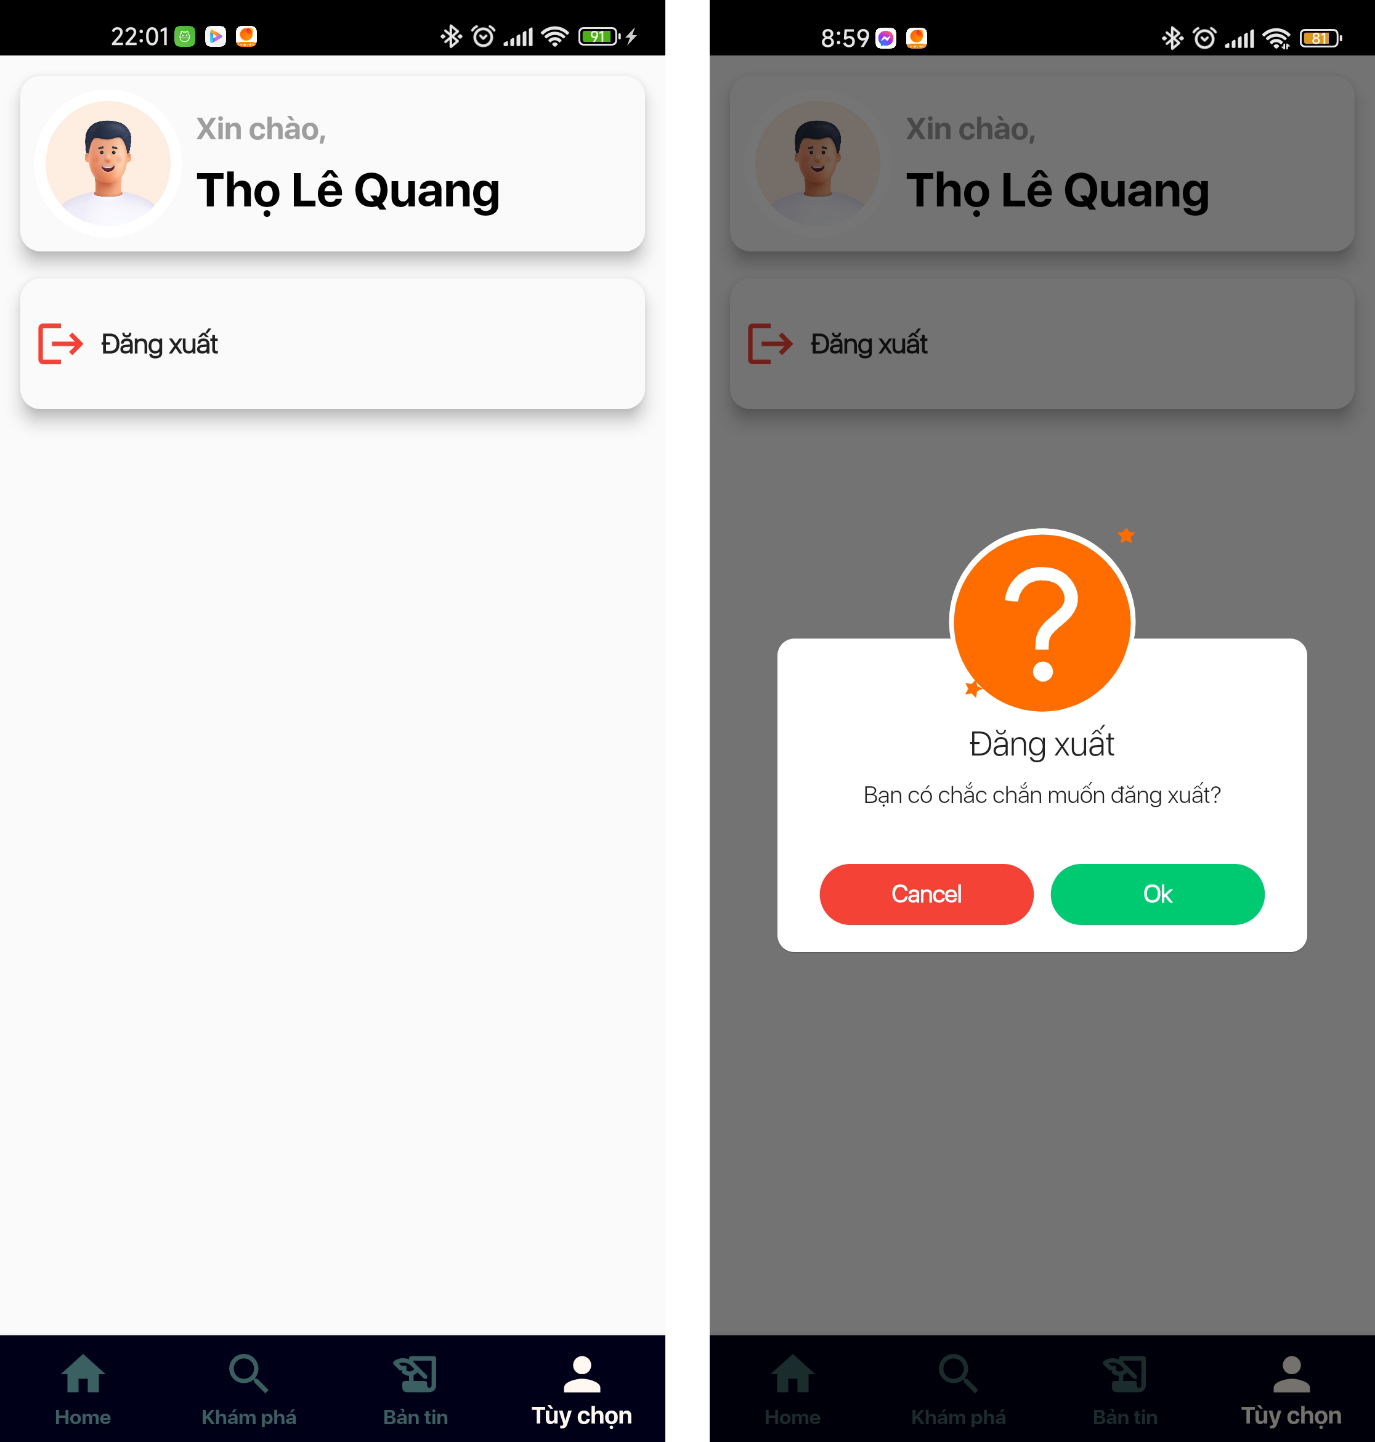 22:01
91
Xin chào,
Thọ Lê Quang
Đăng xuất
Home
Khám phá
Bản tin
Tùy chọn
8:59
81
Xin chào,
Thọ Lê Quang
Đăng xuất
?
Đăng xuất
Bạn có chắc chắn muốn đăng xuất?
Cancel
Ok
Home
Khám phá
Bản tin
Tùy chọn